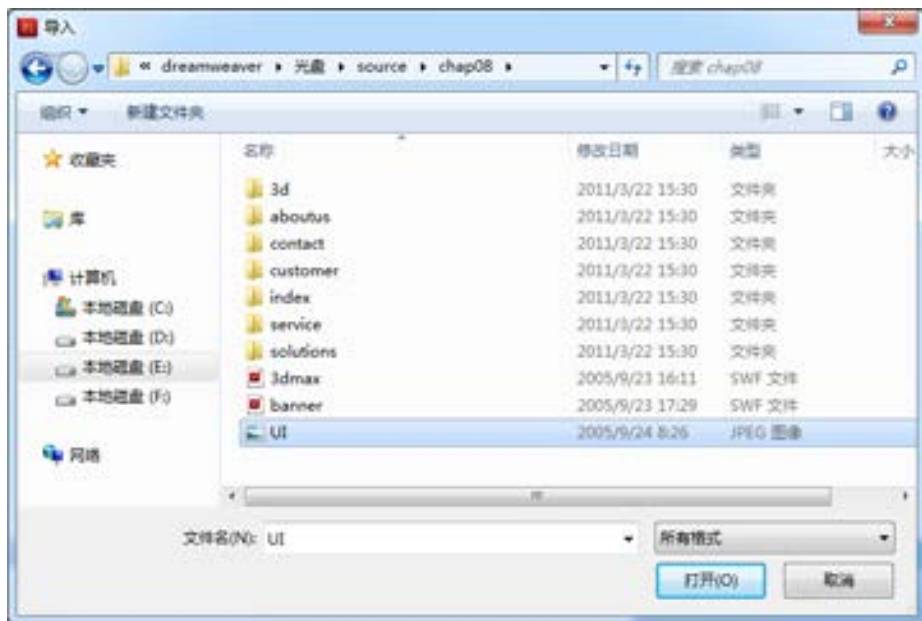 导入
« dreamweaver ▸ 光盘 ▸ source ▸ chap08 ▸ 搜索 chap08
组织 新建文件夹
收藏夹
库
计算机
本地磁盘 (C:)
本地磁盘 (D:)
本地磁盘 (E:)
本地磁盘 (F:)
网络
名称 修改日期 类型 大小
3d 2011/3/22 15:30 文件夹
aboutus 2011/3/22 15:30 文件夹
contact 2011/3/22 15:30 文件夹
customer 2011/3/22 15:30 文件夹
index 2011/3/22 15:30 文件夹
service 2011/3/22 15:30 文件夹
solutions 2011/3/22 15:30 文件夹
3dmax 2005/9/23 16:11 SWF 文件
banner 2005/9/23 17:29 SWF 文件
UI 2005/9/24 8:26 JPEG 图像
文件名(N): UI 所有格式
打开(O) 取消